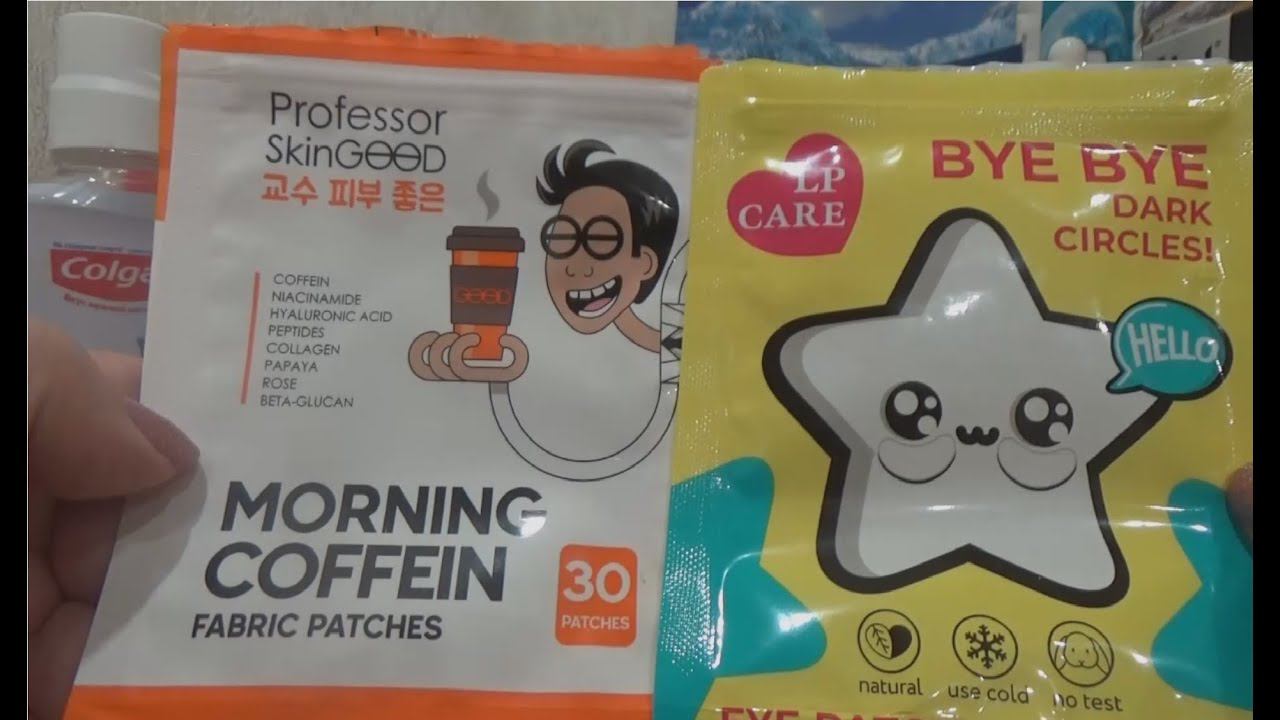 Professor
SkinGOOD
교수 피부 좋은
GOOD
COFFEIN
NIACINAMIDE
HYALURONIC ACID
PEPTIDES
COLLAGEN
PAPAYA
ROSE
BETA-GLUCAN
MORNING
COFFEIN
FABRIC PATCHES
30
PATCHES
LP
CARE
BYE BYE
DARK
CIRCLES!
HELLO
natural
use cold
no test
EYE
Colga